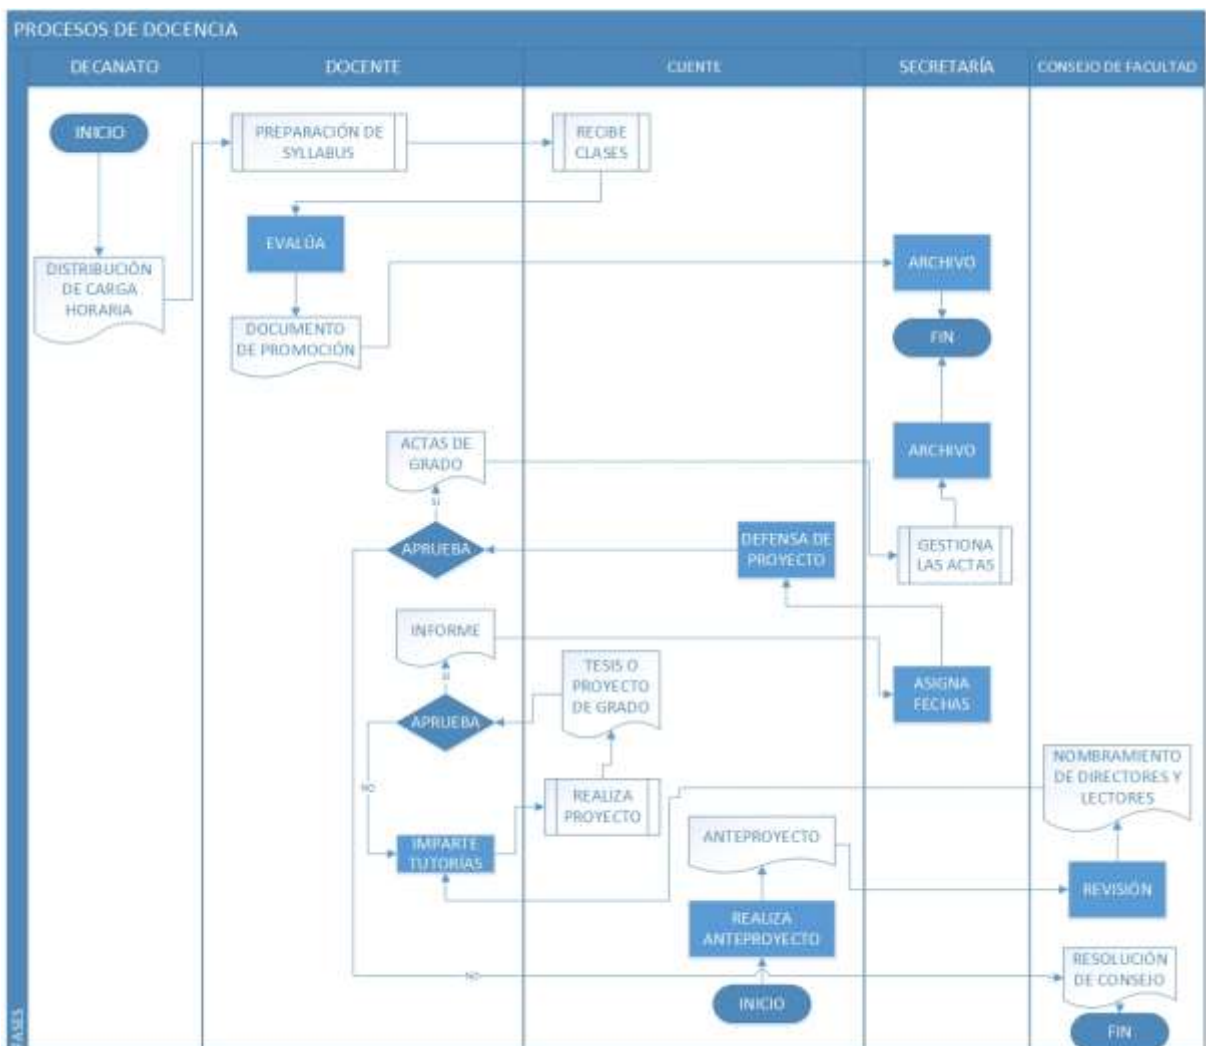 PROCESOS DE DOCENCIA
DECANATO
DOCENTE
CLIENTE
SECRETARÍA
CONSEJO DE FACULTAD
INICIO
PREPARACIÓN DE
SYLLABUS
RECIBE
CLASES
EVALÚA
ARCHIVO
DISTRIBUCIÓN
DE CARGA
HORARIA
DOCUMENTO
DE PROMOCIÓN
FIN
ACTAS DE
GRADO
ARCHIVO
SI
APRUEBA
DEFENSA DE
PROYECTO
GESTIONA
LAS ACTAS
INFORME
SI
TESIS O
PROYECTO
DE GRADO
ASIGNA
FECHAS
APRUEBA
NO
REALIZA
PROYECTO
NOMBRAMIENTO
DE DIRECTORES Y
LECTORES
IMPARTE
TUTORÍAS
ANTEPROYECTO
REVISIÓN
REALIZA
ANTEPROYECTO
NO
RESOLUCIÓN
DE CONSEJO
INICIO
FIN